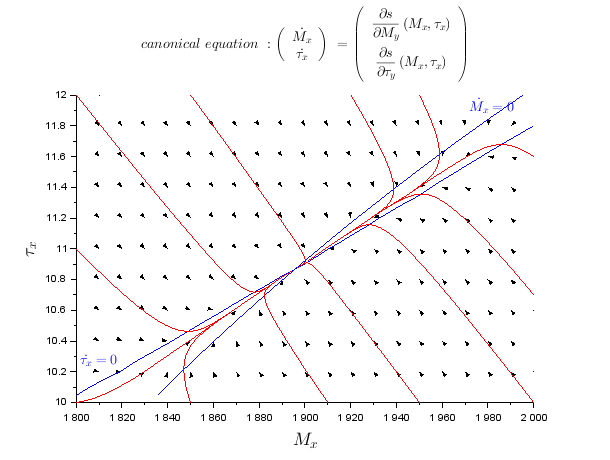 canonical equation : ( Ṁₓ τ̇ₓ ) = ( ∂s/∂M_y (Mₓ, τₓ) ∂s/∂τ_y (Mₓ, τₓ) )
12
Ṁₓ = 0
11.8
11.6
11.4
11.2
τₓ
11
10.8
10.6
10.4
τ̇ₓ = 0
10.2
10
1 800 1 820 1 840 1 860 1 880 1 900 1 920 1 940 1 960 1 980 2 000
Mₓ